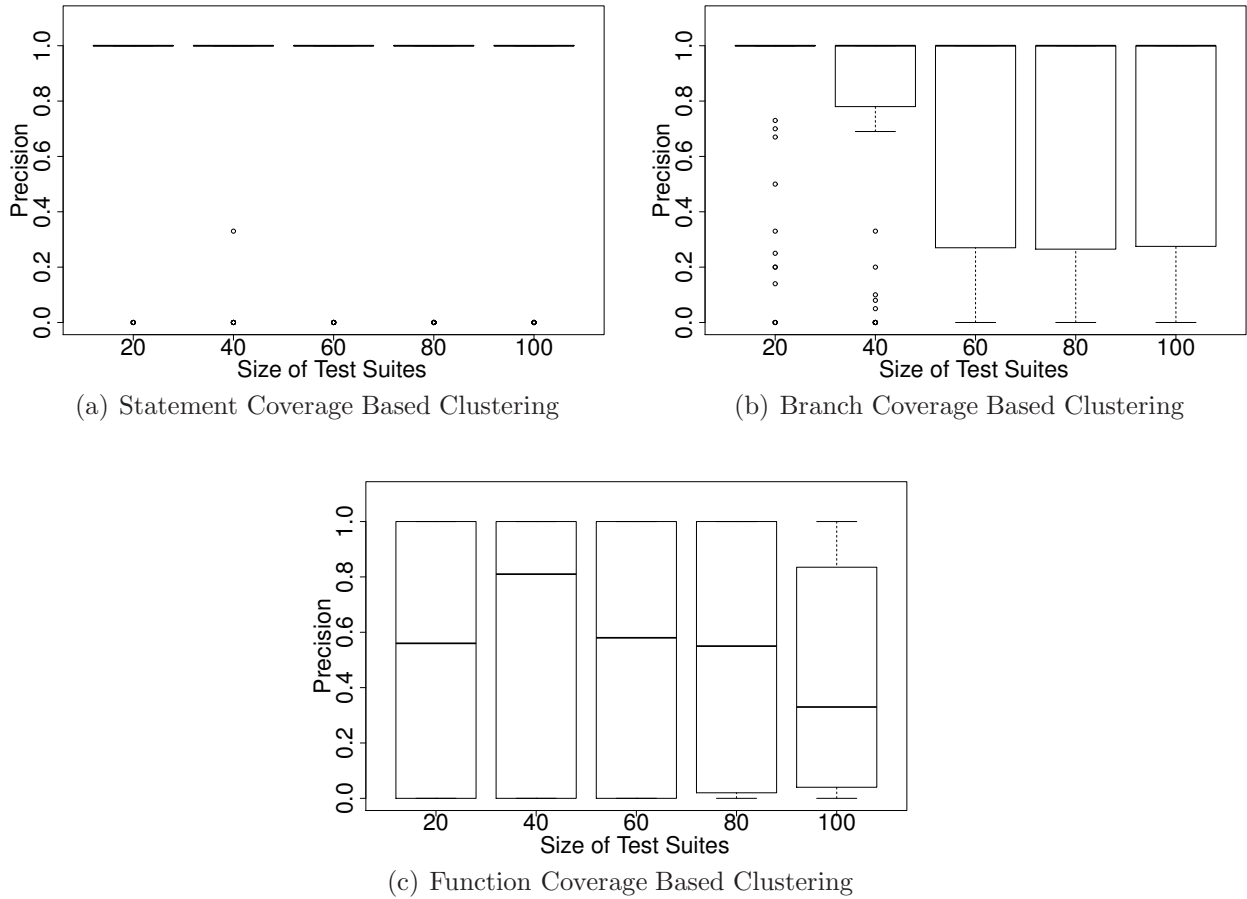 Precision
0.0 0.2 0.4 0.6 0.8 1.0
20 40 60 80 100
Size of Test Suites
(a) Statement Coverage Based Clustering
Precision
0.0 0.2 0.4 0.6 0.8 1.0
20 40 60 80 100
Size of Test Suites
(b) Branch Coverage Based Clustering
Precision
0.0 0.2 0.4 0.6 0.8 1.0
20 40 60 80 100
Size of Test Suites
(c) Function Coverage Based Clustering